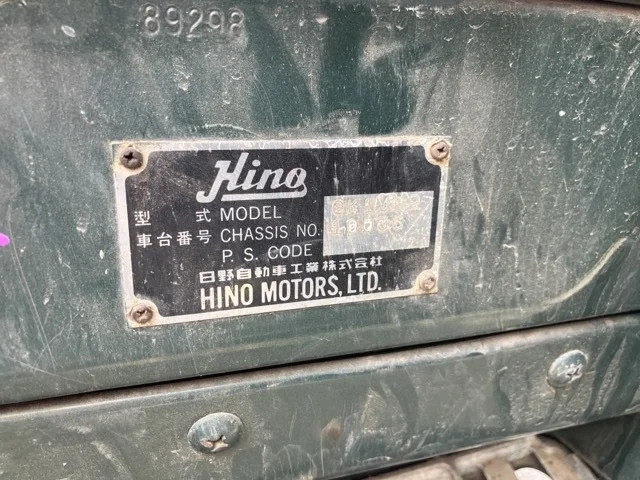 89298
Hino
型 式 MODEL
車台番号 CHASSIS NO.
P. S. CODE
日野自動車工業株式会社
HINO MOTORS, LTD.